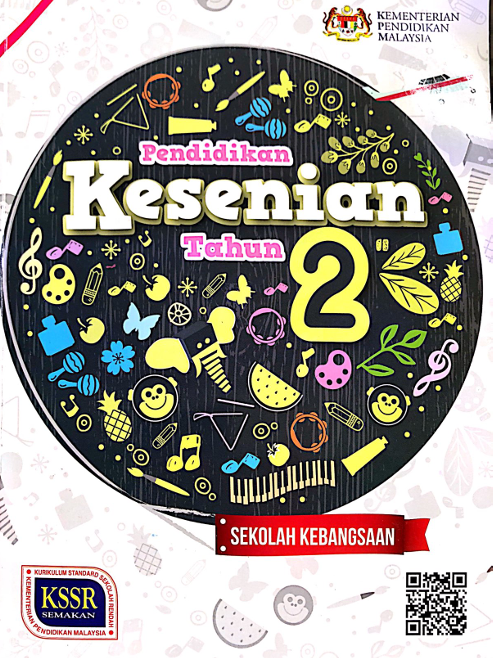 KEMENTERIAN
PENDIDIKAN
MALAYSIA
Pendidikan
Kesenian
Tahun
2
SEKOLAH KEBANGSAAN
KURIKULUM STANDARD SEKOLAH RENDAH
KSSR
SEMAKAN
KEMENTERIAN PENDIDIKAN MALAYSIA